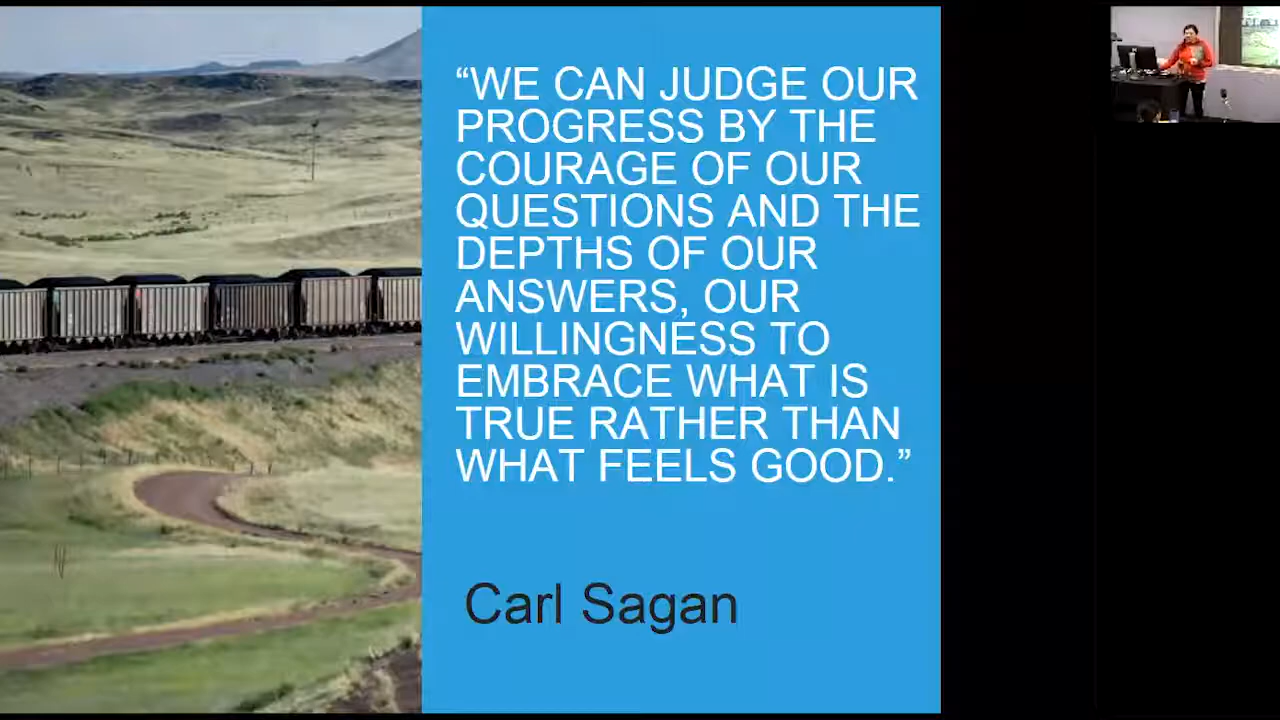 “WE CAN JUDGE OUR
PROGRESS BY THE
COURAGE OF OUR
QUESTIONS AND THE
DEPTHS OF OUR
ANSWERS, OUR
WILLINGNESS TO
EMBRACE WHAT IS
TRUE RATHER THAN
WHAT FEELS GOOD.”
Carl Sagan